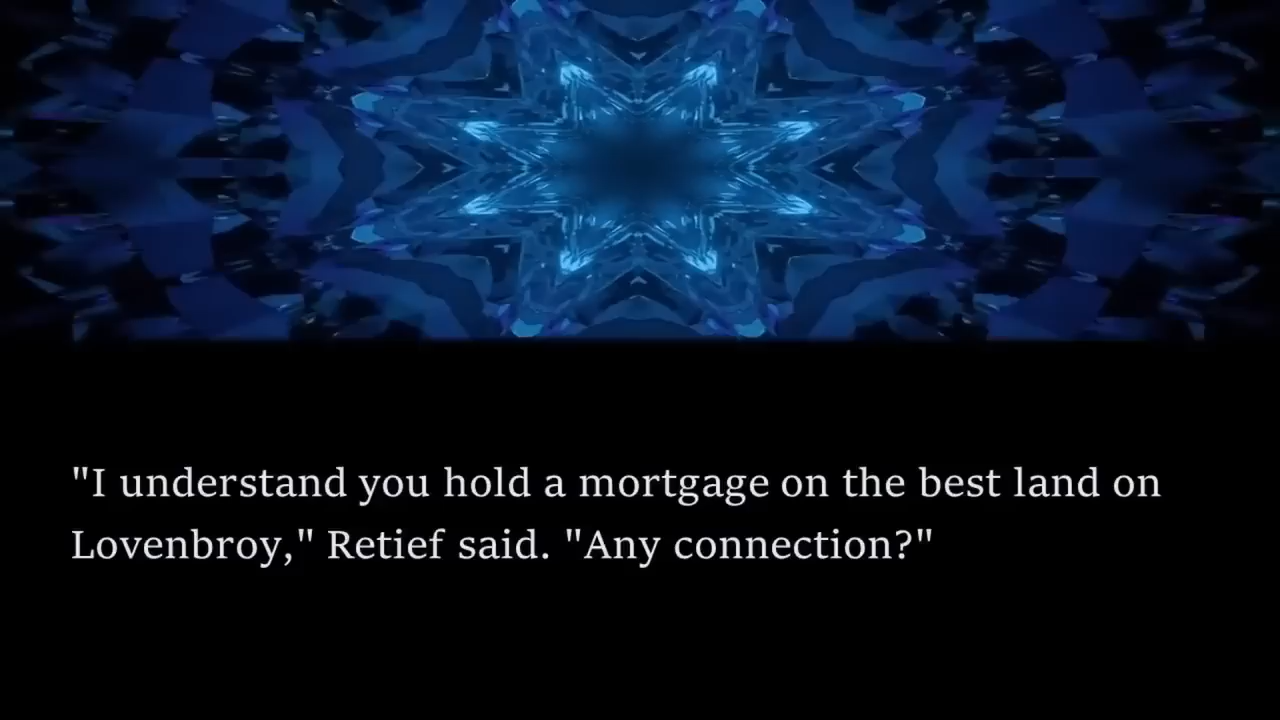 "I understand you hold a mortgage on the best land on
Lovenbroy," Retief said. "Any connection?"